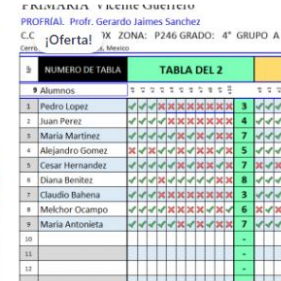 PRIMARIA Vicente Guerrero
PROFR(A). Profr. Gerardo Jaimes Sanchez
C.C OX ZONA: P246 GRADO: 4° GRUPO A
¡Oferta!
Cerro , Mexico
NUMERO DE TABLA TABLA DEL 2
9 Alumnos
1 Pedro Lopez 3
2 Juan Perez 4
3 Maria Martinez 7
4 Alejandro Gomez 5
5 Cesar Hernandez 7
6 Diana Benitez 8
7 Claudio Bahena 3
8 Melchor Ocampo 6
9 Maria Antonieta 7
10 -
11 -
12 -